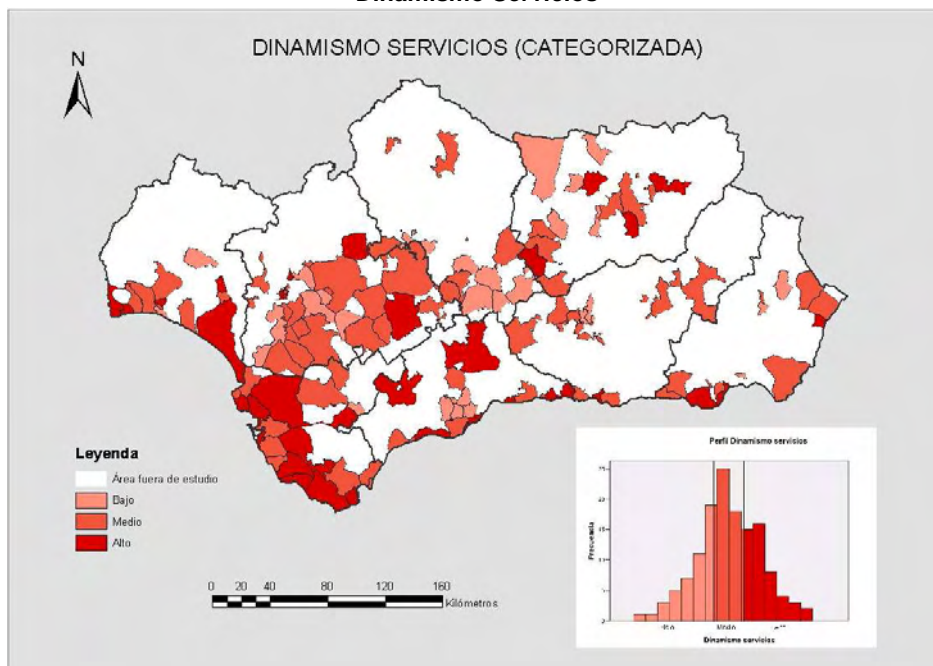 Dinamismo Servicios
DINAMISMO SERVICIOS (CATEGORIZADA)
N
Leyenda
Área fuera de estudio
Bajo
Medio
Alto
0 20 40 80 120 160
Kilómetros
Perfil Dinamismo servicios
Frecuencia
Medio
Dinamismo servicios